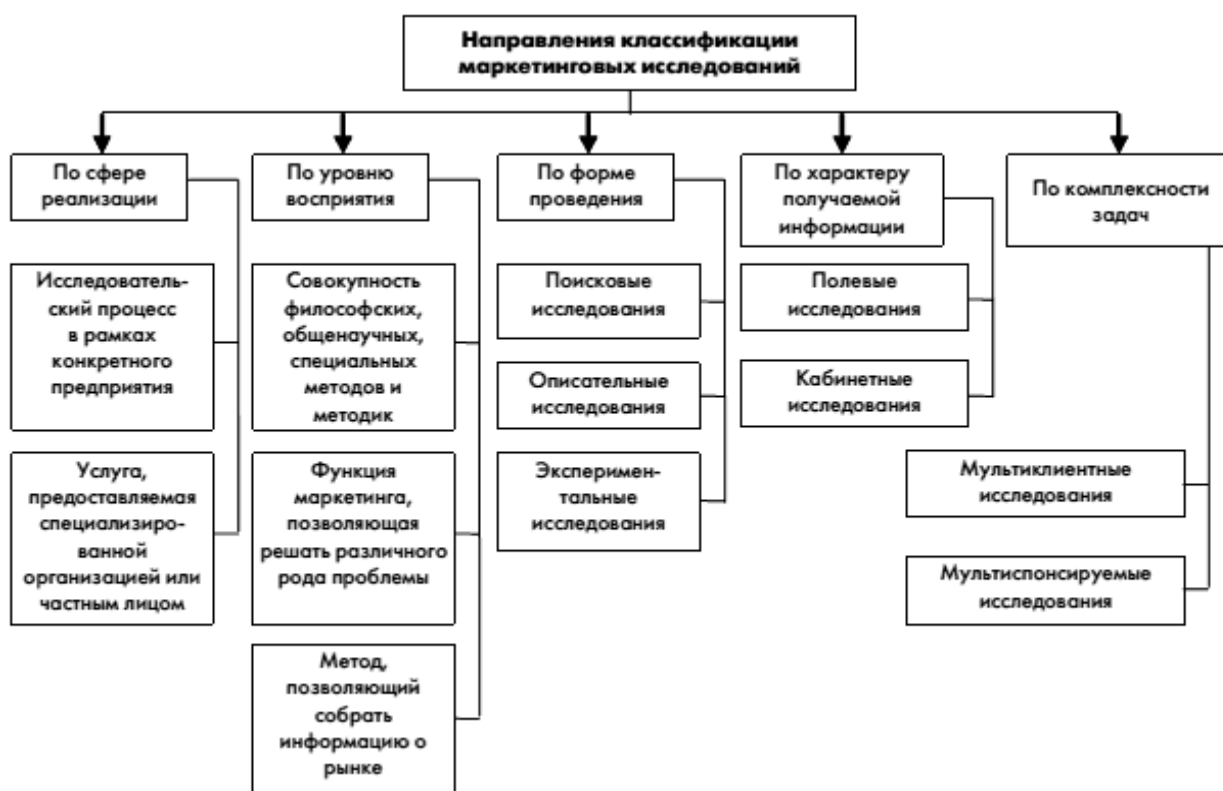 Направления классификации
маркетинговых исследований
По сфере
реализации
Исследователь-
ский процесс
в рамках
конкретного
предприятия
Услуга,
предоставляемая
специализиро-
ванной
организацией или
частным лицом
По уровню
восприятия
Совокупность
философских,
общенаучных,
специальных
методов и
методик
Функция
маркетинга,
позволяющая
решать различного
рода проблемы
Метод,
позволяющий
собрать
информацию о
рынке
По форме
проведения
Поисковые
исследования
Описательные
исследования
Эксперимен-
тальные
исследования
По характеру
получаемой
информации
Полевые
исследования
Кабинетные
исследования
По комплексности
задач
Мультиклиентные
исследования
Мультиспонсируемые
исследования